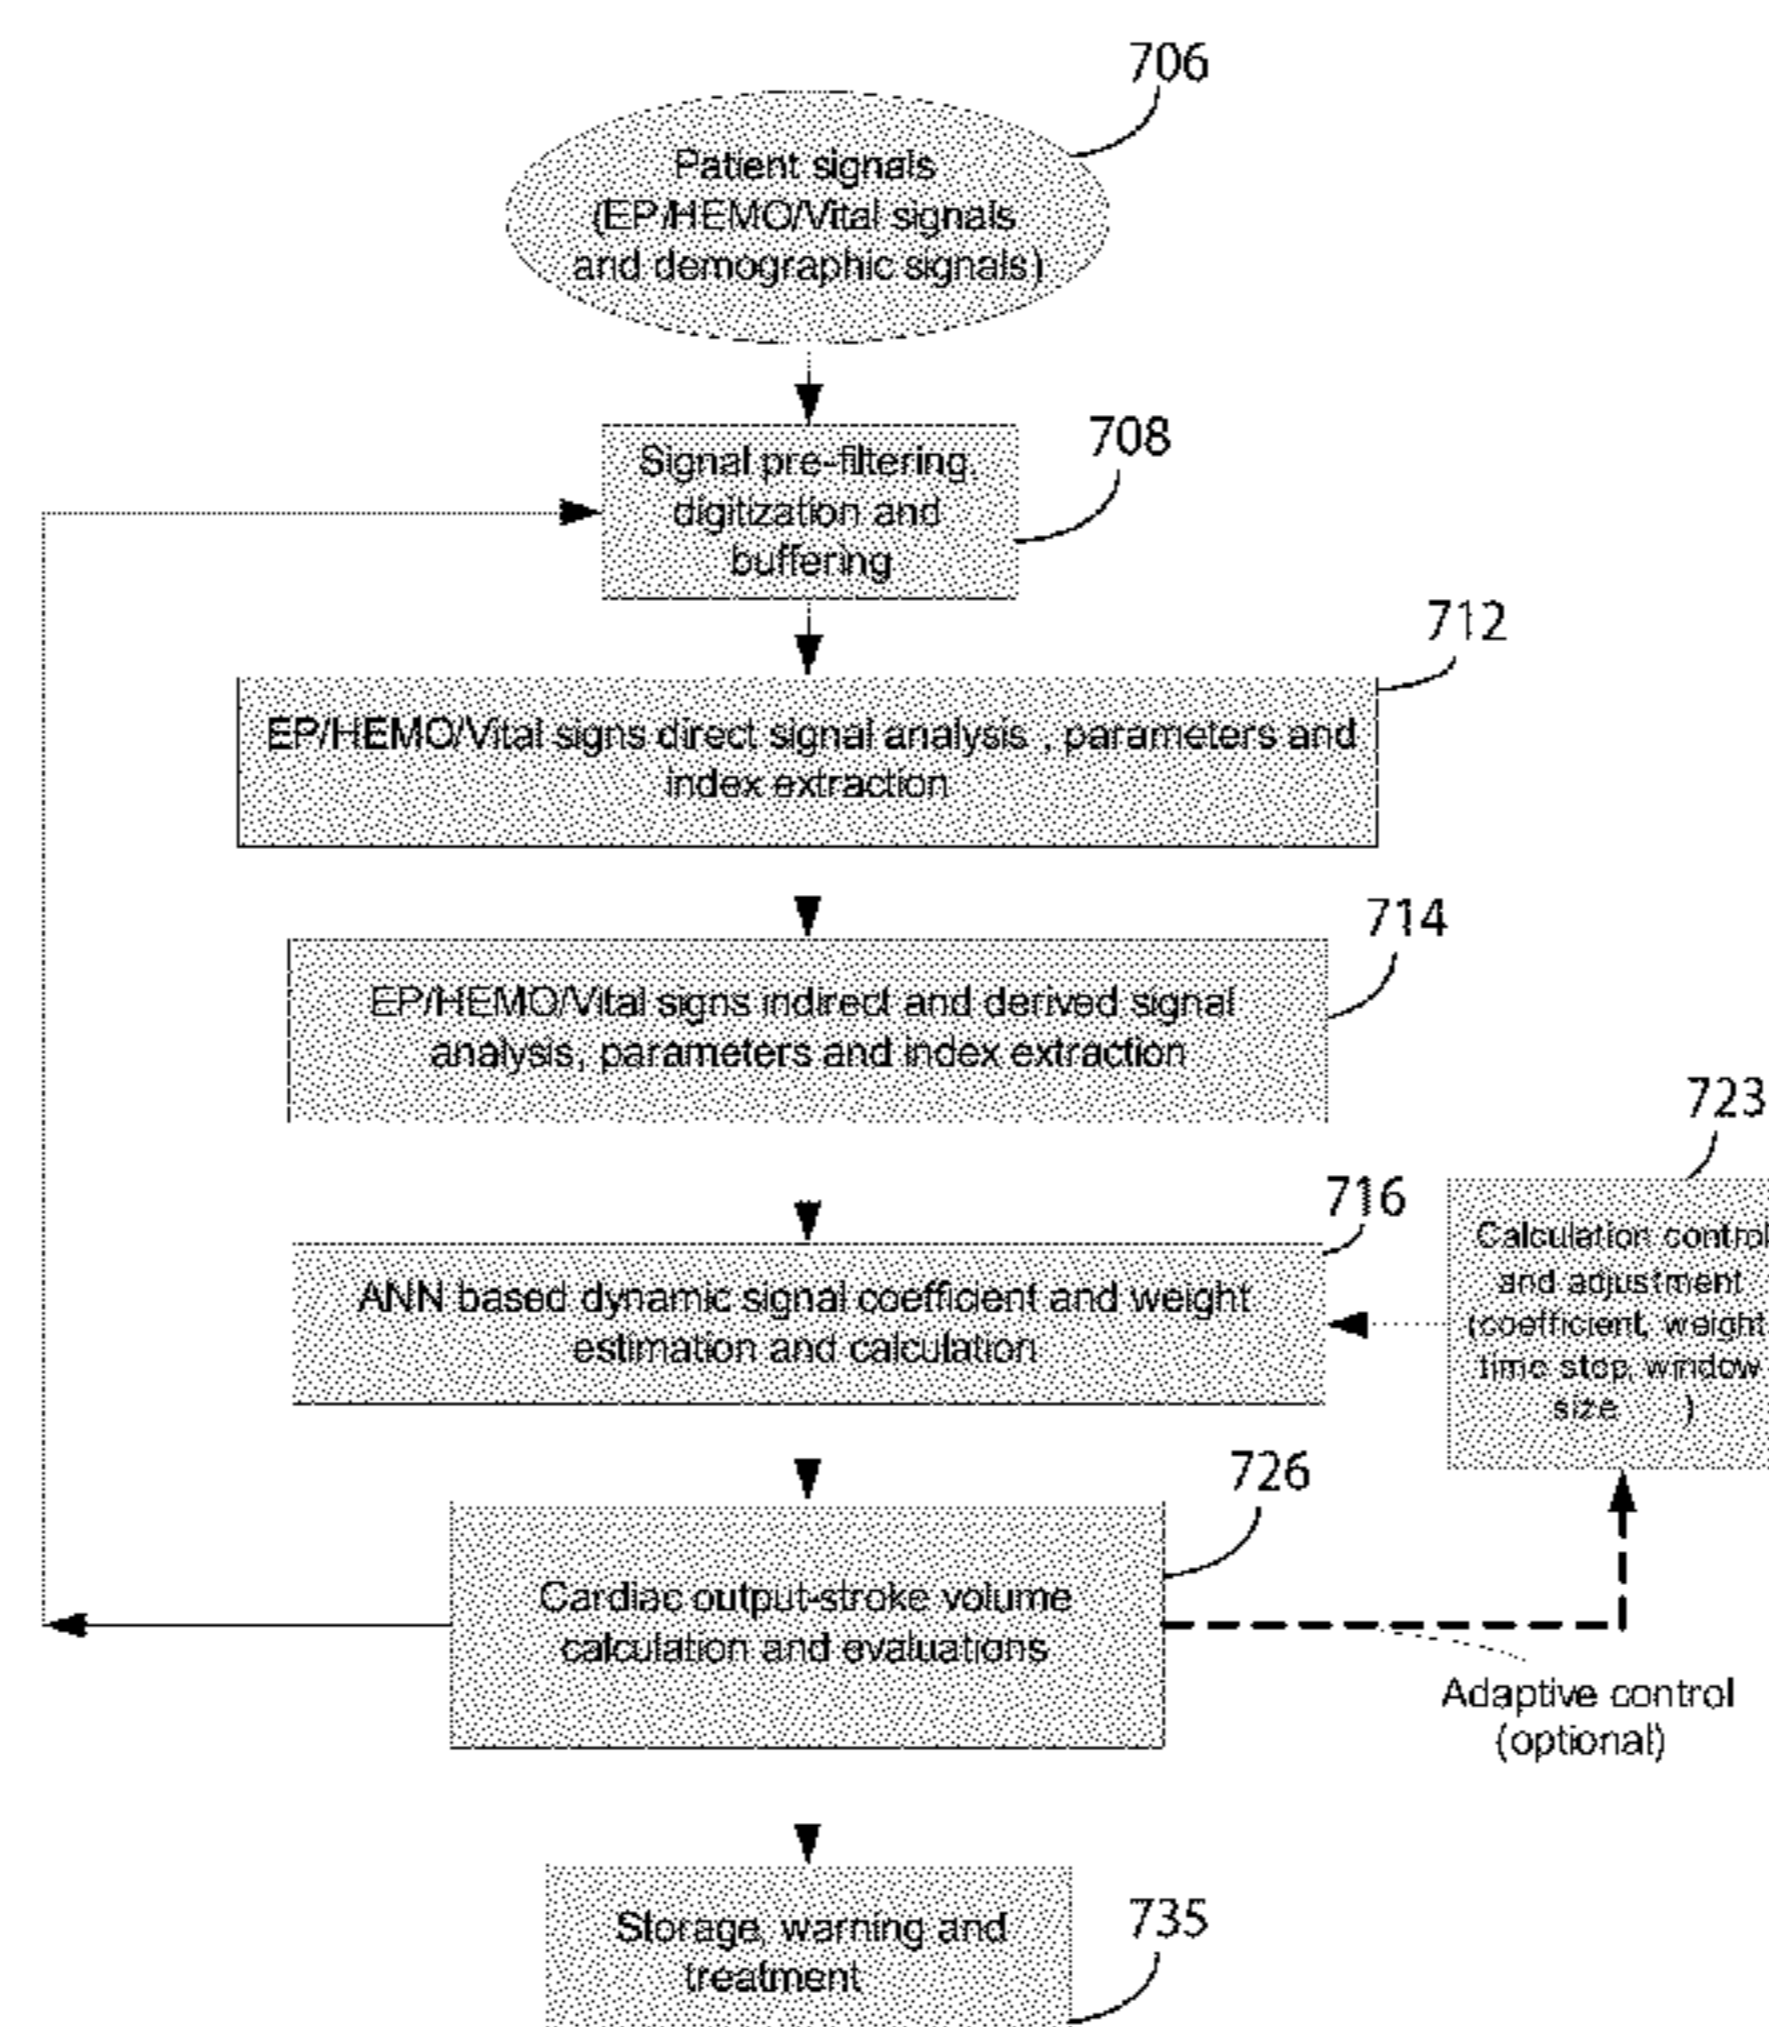 706
Patient signals
(EP/HEMO/Vital signals
and demographic signals)
708
Signal pre-filtering,
digitization and
buffering
712
EP/HEMO/Vital signs direct signal analysis , parameters and
index extraction
714
EP/HEMO/Vital signs indirect and derived signal
analysis, parameters and index extraction
723
716
Calculation control
and adjustment
(coefficient, weight,
time step, window
size )
ANN based dynamic signal coefficient and weight
estimation and calculation
726
Cardiac output-stroke volume
calculation and evaluations
Adaptive control
(optional)
735
Storage, warning and
treatment